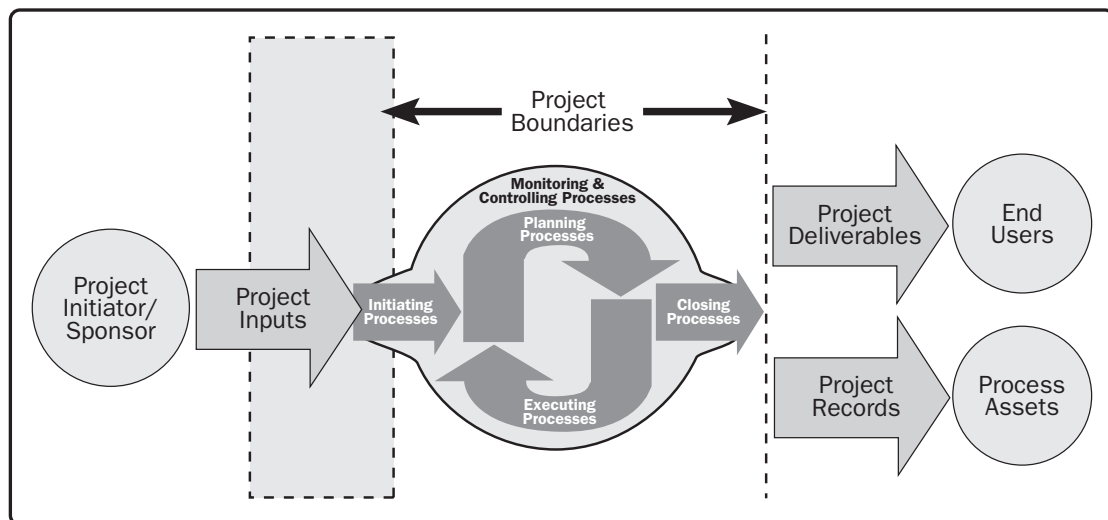 Project
Boundaries
Monitoring &
Controlling Processes
Planning
Processes
Project
Initiator/
Sponsor
Project
Inputs
Initiating
Processes
Closing
Processes
Executing
Processes
Project
Deliverables
End
Users
Project
Records
Process
Assets